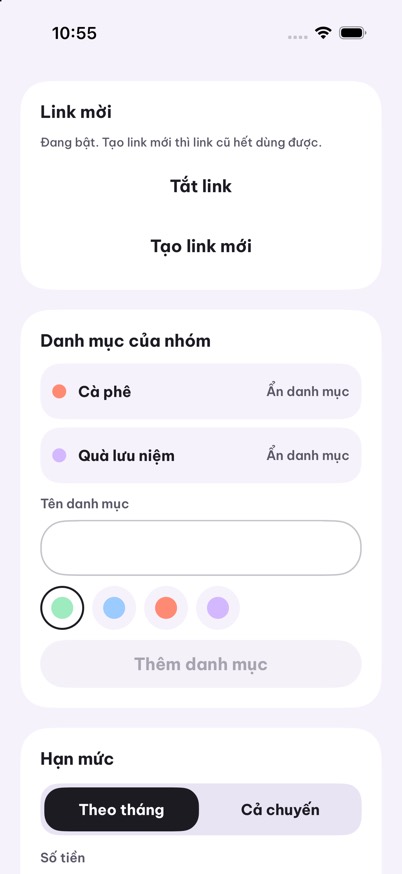 10:55
Link mời
Đang bật. Tạo link mới thì link cũ hết dùng được.
Tắt link
Tạo link mới
Danh mục của nhóm
Cà phê
Ẩn danh mục
Quà lưu niệm
Ẩn danh mục
Tên danh mục
Thêm danh mục
Hạn mức
Theo tháng
Cả chuyến
Số tiền